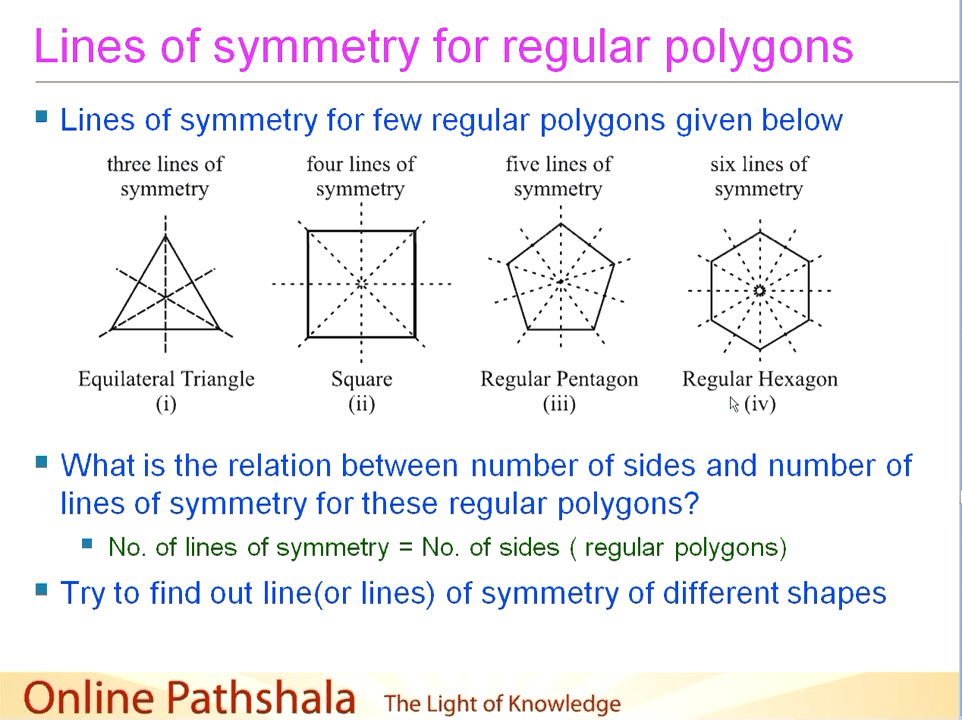 Lines of symmetry for regular polygons
Lines of symmetry for few regular polygons given below
three lines of symmetry
four lines of symmetry
five lines of symmetry
six lines of symmetry
Equilateral Triangle
(i)
Square
(ii)
Regular Pentagon
(iii)
Regular Hexagon
(iv)
What is the relation between number of sides and number of
lines of symmetry for these regular polygons?
No. of lines of symmetry = No. of sides ( regular polygons)
Try to find out line(or lines) of symmetry of different shapes
Online Pathshala The Light of Knowledge